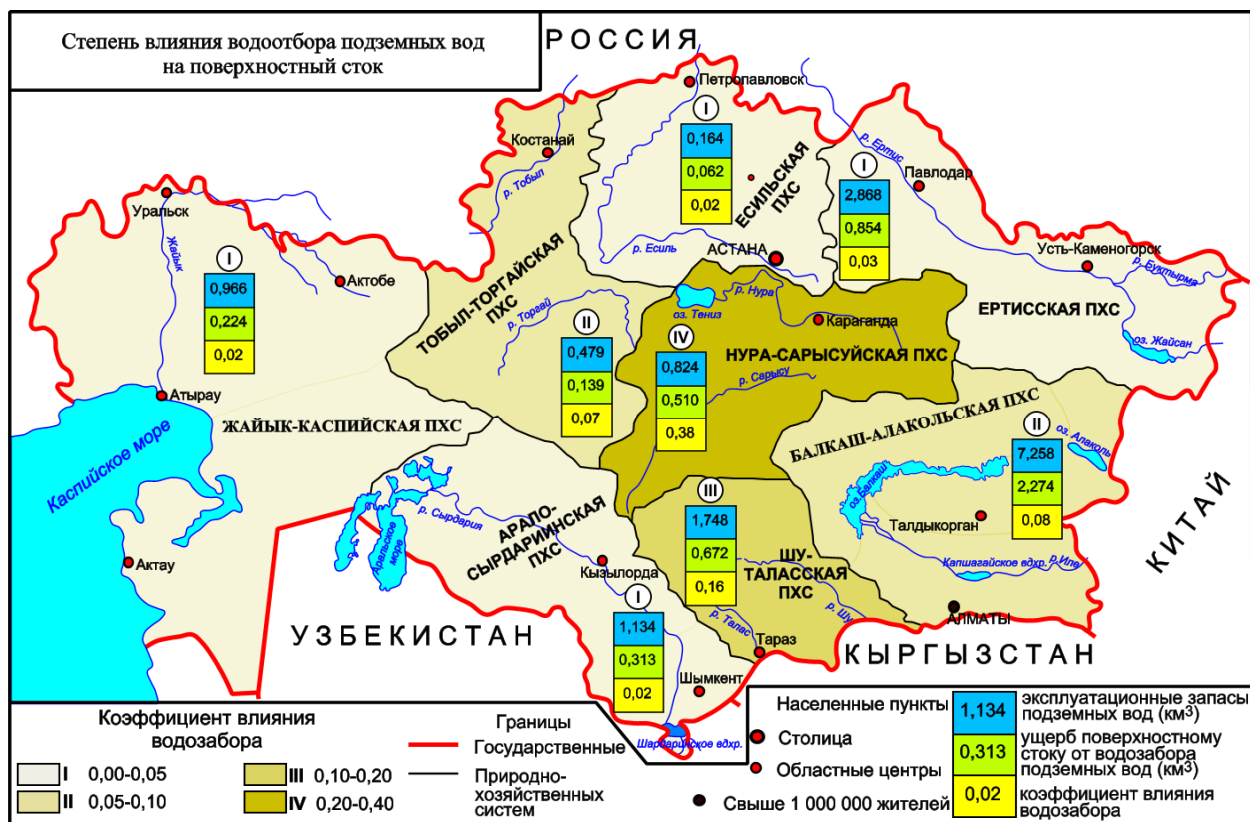 Степень влияния водоотбора подземных вод
на поверхностный сток
РОССИЯ
Петропавловск
Костанай
р. Тобыл
I
0,164
0,062
0,02
ЕСИЛЬСКАЯ
ПХС
р. Ертис
Павлодар
I
2,868
0,854
0,03
Уральск
Жайык
Актобе
I
0,966
0,224
0,02
ТОБЫЛ-ТОРГАЙСКАЯ
ПХС
р. Есиль
АСТАНА
Усть-Каменогорск
р. Буктырма
ЕРТИССКАЯ ПХС
оз. Жайсан
р. Торгай
II
0,479
0,139
0,07
оз. Тениз
р. Нура
Караганда
НУРА-САРЫСУЙСКАЯ ПХС
IV
0,824
0,510
0,38
р. Сарысу
Атырау
Каспийское море
ЖАЙЫК-КАСПИЙСКАЯ ПХС
БАЛКАШ-АЛАКОЛЬСКАЯ ПХС
II
7,258
2,274
0,08
оз. Алаколь
оз.Балкаш
Талдыкорган
Капшагайское вдхр.
р.Иле
АЛМАТЫ
КИТАЙ
Актау
Аральское
море
р. Сырдария
АРАЛО-
СЫРДАРИИНСКАЯ
ПХС
Кызылорда
III
1,748
0,672
0,16
ШУ-
ТАЛАССКАЯ
ПХС
р. Шу
р. Талас
Тараз
УЗБЕКИСТАН
I
1,134
0,313
0,02
Шымкент
Шардаринское вдхр.
КЫРГЫЗСТАН
Коэффициент влияния
водозабора
I 0,00-0,05
II 0,05-0,10
III 0,10-0,20
IV 0,20-0,40
Границы
Государственные
Природно-
хозяйственных
систем
Населенные пункты
Столица
Областные центры
Свыше 1 000 000 жителей
1,134 эксплуатационные запасы
подземных вод (км³)
0,313 ущерб поверхностному
стоку от водозабора
подземных вод (км³)
0,02 коэффициент влияния
водозабора